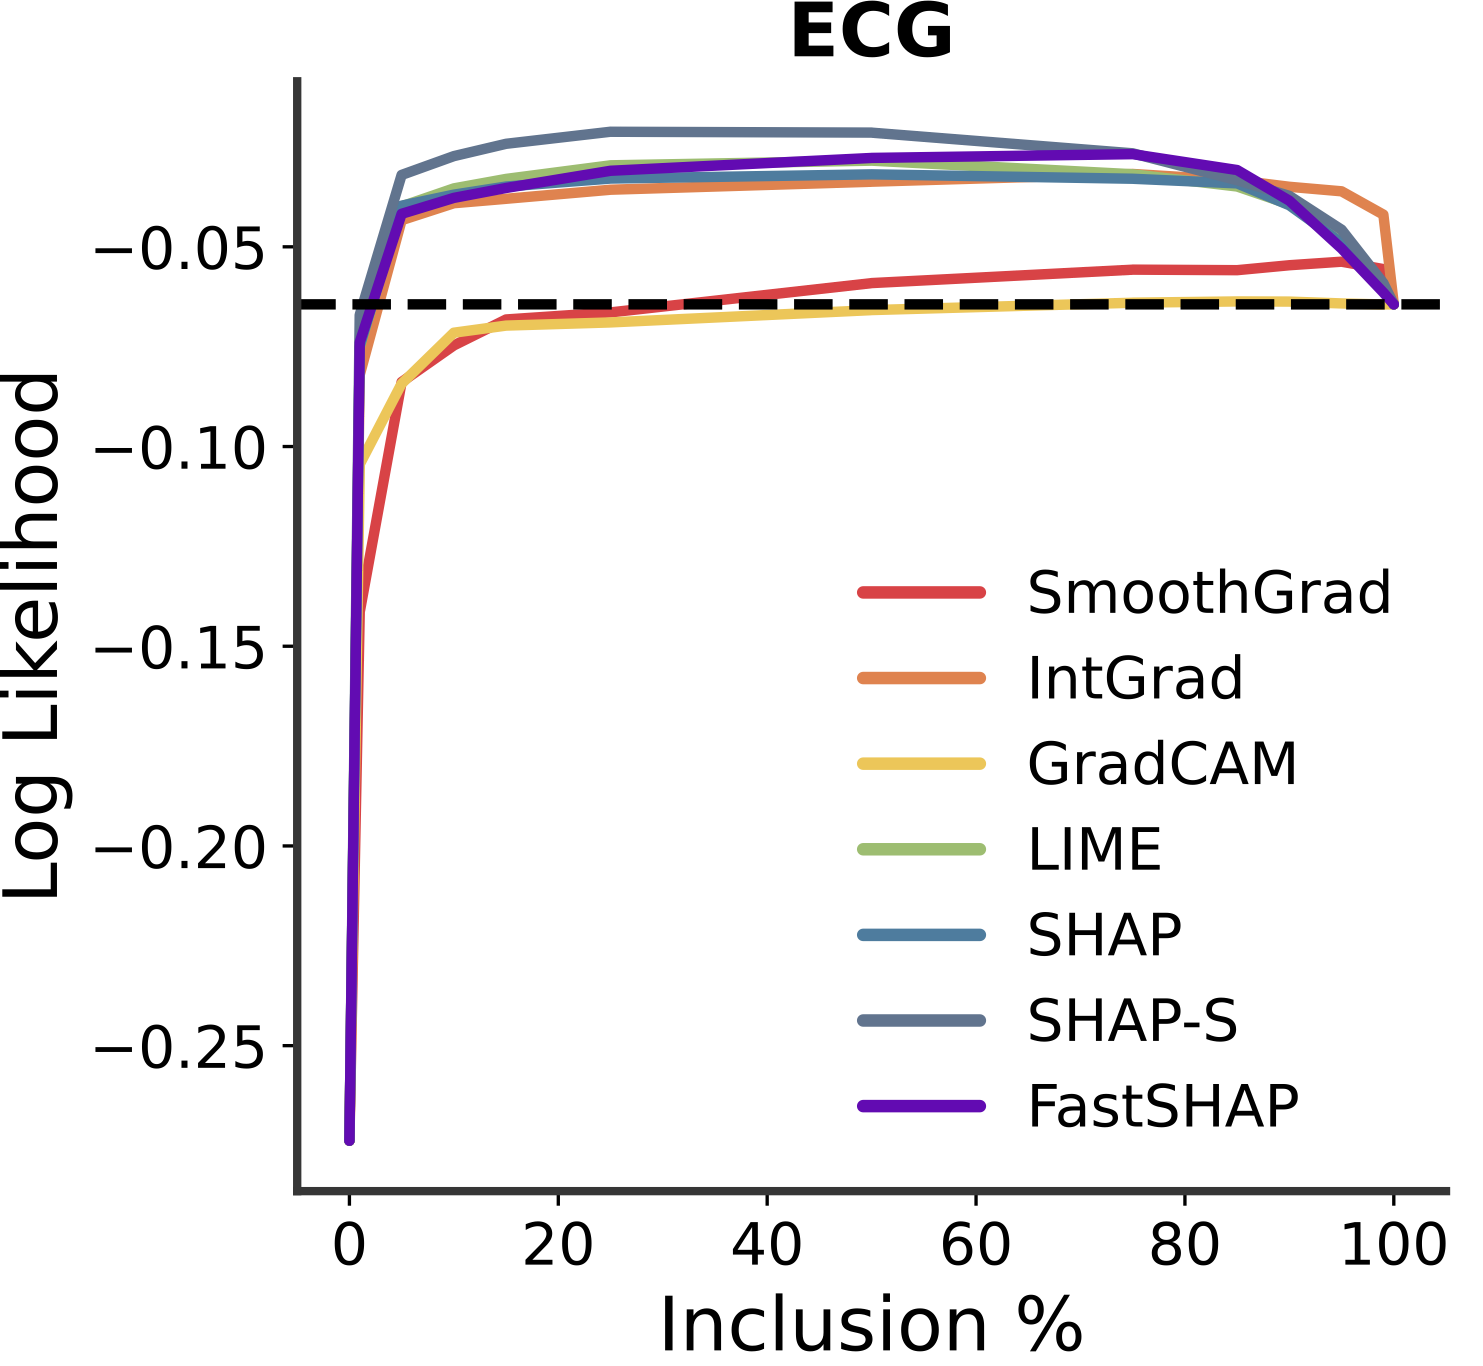 ECG
Log Likelihood
−0.05
−0.10
−0.15
−0.20
−0.25
SmoothGrad
IntGrad
GradCAM
LIME
SHAP
SHAP-S
FastSHAP
0 20 40 60 80 100
Inclusion %